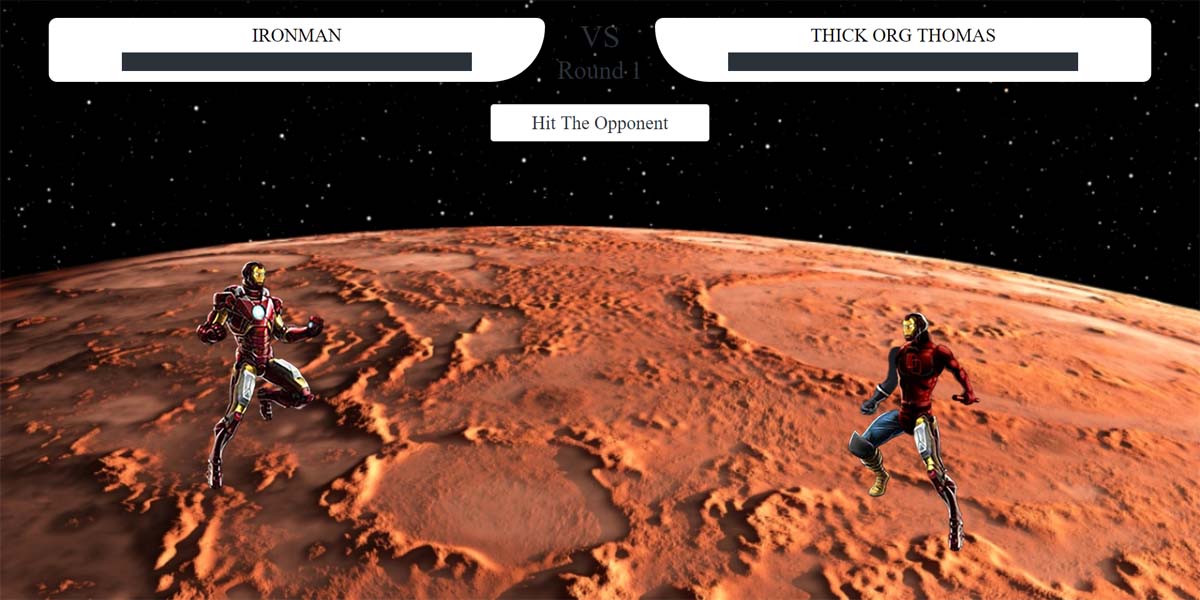 IRONMAN
VS
THICK ORG THOMAS
Round 1
Hit The Opponent